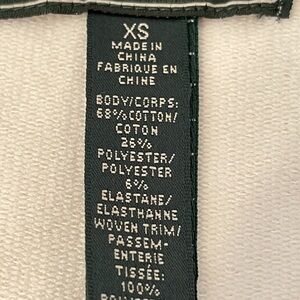 XS
MADE IN
CHINA
FABRIQUE EN
CHINE
BODY/CORPS:
68% COTTON/
COTON
26%
POLYESTER/
POLYESTER
6%
ELASTANE/
ELASTHANNE
WOVEN TRIM/
PASSEM-
ENTERIE
TISSÉE:
100%